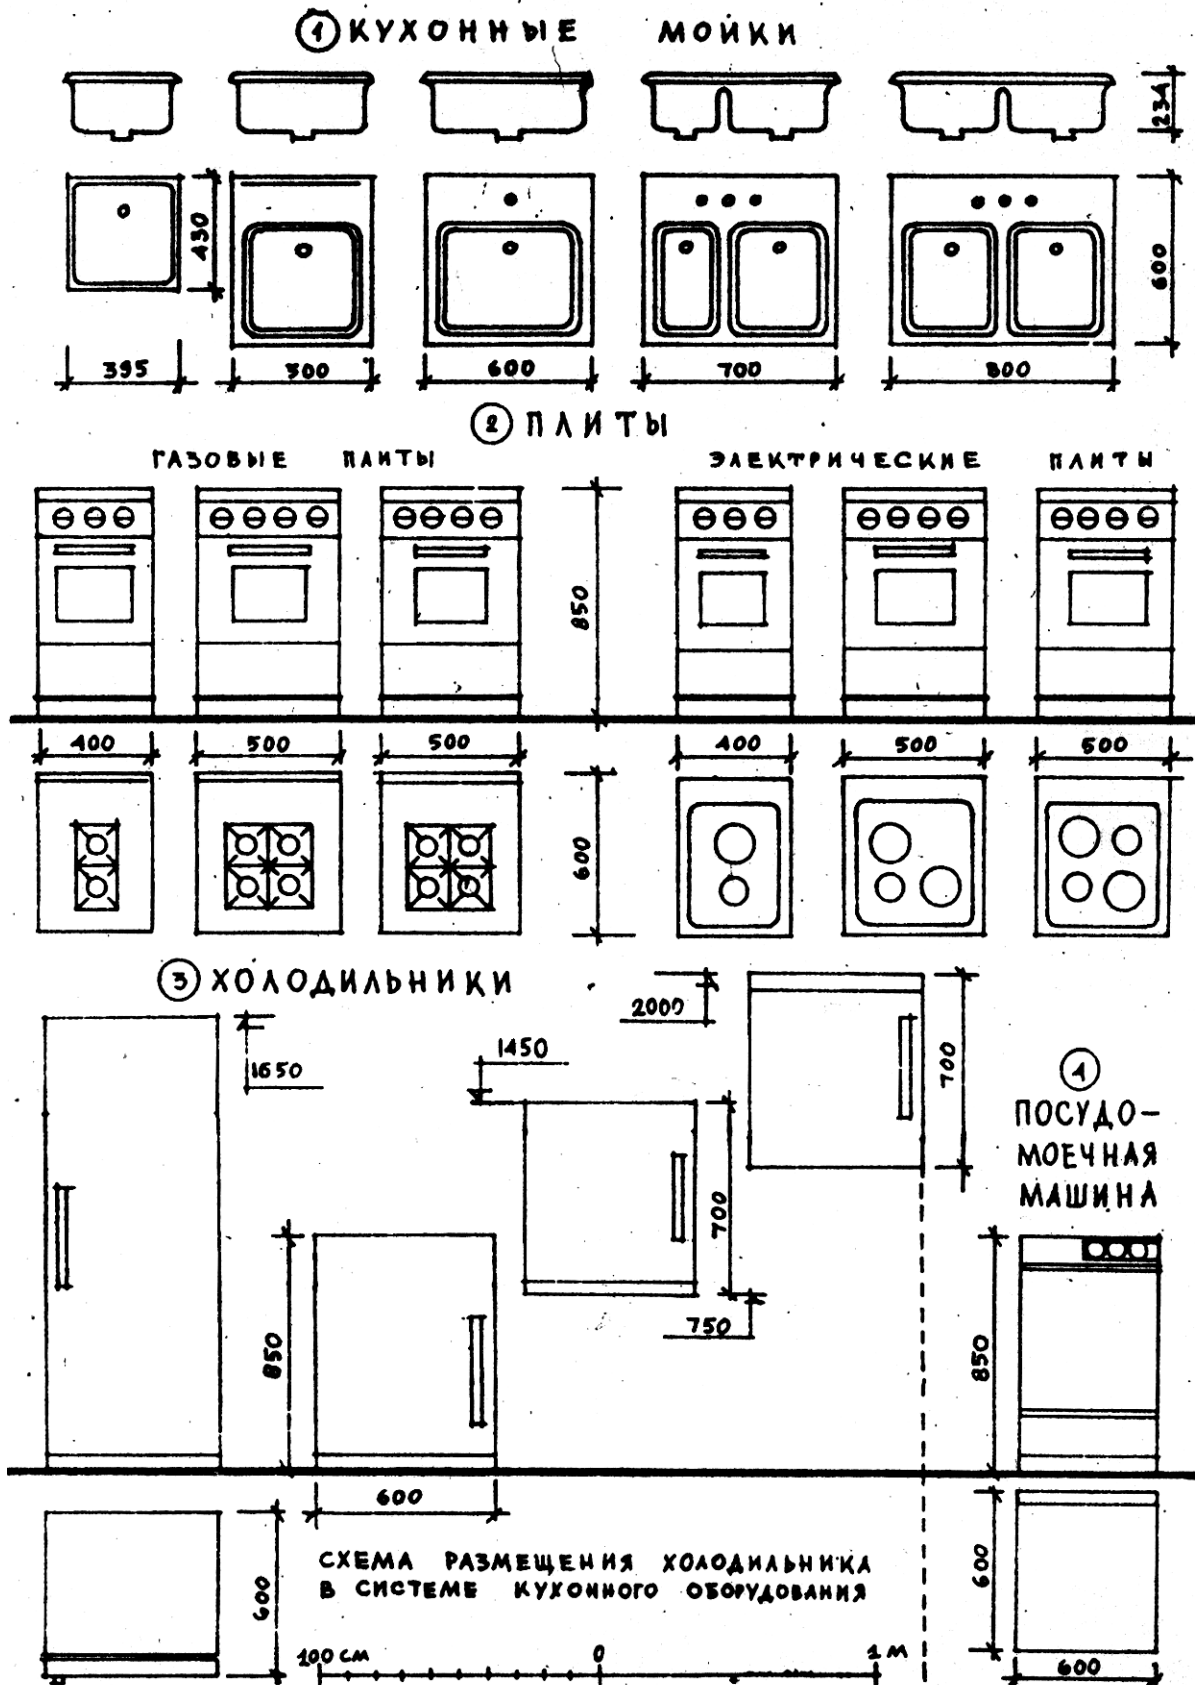 1 КУХОННЫЕ МОЙКИ
234
430
600
395
500
600
700
800
2 ПЛИТЫ
ГАЗОВЫЕ ПЛИТЫ
ЭЛЕКТРИЧЕСКИЕ ПЛИТЫ
850
400
500
500
400
500
500
600
3 ХОЛОДИЛЬНИКИ
2000
1650
1450
700
700
4
ПОСУДО-
МОЕЧНАЯ
МАШИНА
850
750
850
600
600
600
СХЕМА РАЗМЕЩЕНИЯ ХОЛОДИЛЬНИКА
В СИСТЕМЕ КУХОННОГО ОБОРУДОВАНИЯ
100 СМ 0 1 М
600